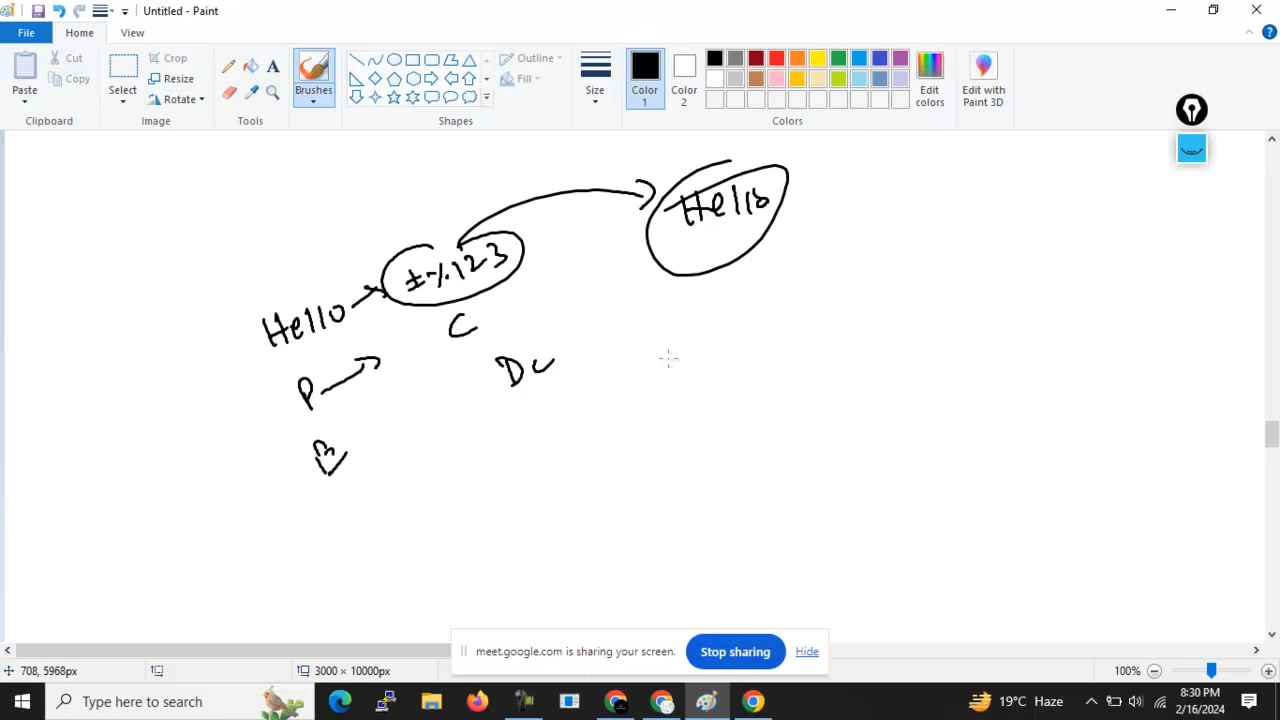 Untitled - Paint
File
Home
View
Paste
Cut
Copy
Clipboard
Select
Crop
Resize
Rotate
Image
A
Tools
Brushes
Outline
Fill
Shapes
Size
Color
1
Color
2
Edit
colors
Edit with
Paint 3D
Colors
Hello
±%123
Hello
C
P
meet.google.com is sharing your screen.
Stop sharing
Hide
708, 5968px
3000 × 10000px
100%
Type here to search
19°C Haze
8:30 PM
2/16/2024